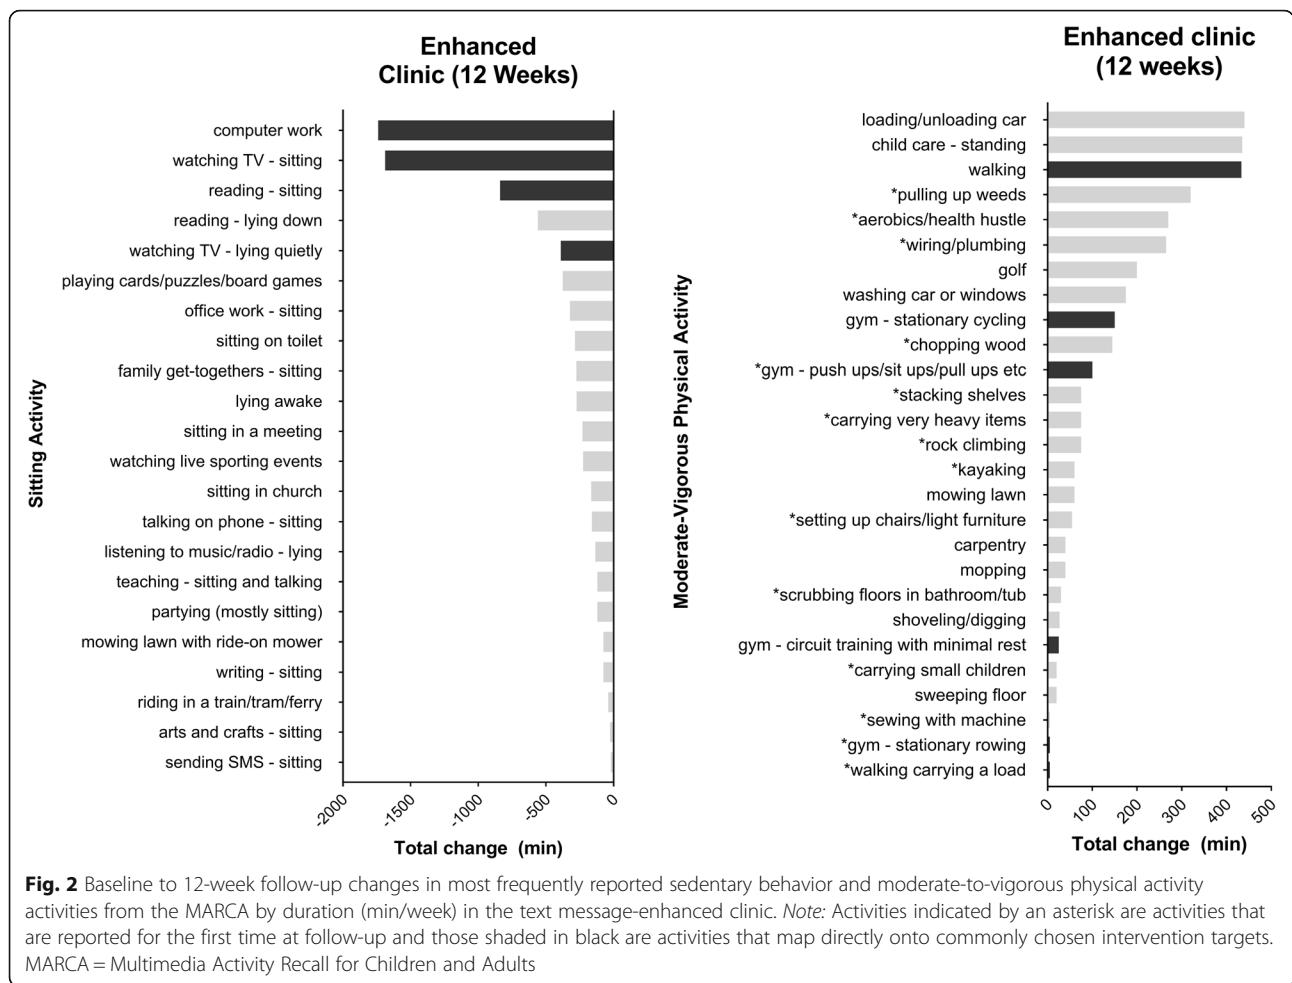 Enhanced
Clinic (12 Weeks)
Sitting Activity
computer work
watching TV - sitting
reading - sitting
reading - lying down
watching TV - lying quietly
playing cards/puzzles/board games
office work - sitting
sitting on toilet
family get-togethers - sitting
lying awake
sitting in a meeting
watching live sporting events
sitting in church
talking on phone - sitting
listening to music/radio - lying
teaching - sitting and talking
partying (mostly sitting)
mowing lawn with ride-on mower
writing - sitting
riding in a train/tram/ferry
arts and crafts - sitting
sending SMS - sitting
-2000 -1500 -1000 -500 0
Total change (min)
Enhanced clinic
(12 weeks)
Moderate-Vigorous Physical Activity
loading/unloading car
child care - standing
walking
*pulling up weeds
*aerobics/health hustle
*wiring/plumbing
golf
washing car or windows
gym - stationary cycling
*chopping wood
*gym - push ups/sit ups/pull ups etc
*stacking shelves
*carrying very heavy items
*rock climbing
*kayaking
mowing lawn
*setting up chairs/light furniture
carpentry
mopping
*scrubbing floors in bathroom/tub
shoveling/digging
gym - circuit training with minimal rest
*carrying small children
sweeping floor
*sewing with machine
*gym - stationary rowing
*walking carrying a load
0 100 200 300 400 500
Total change (min)
Fig. 2 Baseline to 12-week follow-up changes in most frequently reported sedentary behavior and moderate-to-vigorous physical activity
activities from the MARCA by duration (min/week) in the text message-enhanced clinic. Note: Activities indicated by an asterisk are activities that
are reported for the first time at follow-up and those shaded in black are activities that map directly onto commonly chosen intervention targets.
MARCA = Multimedia Activity Recall for Children and Adults